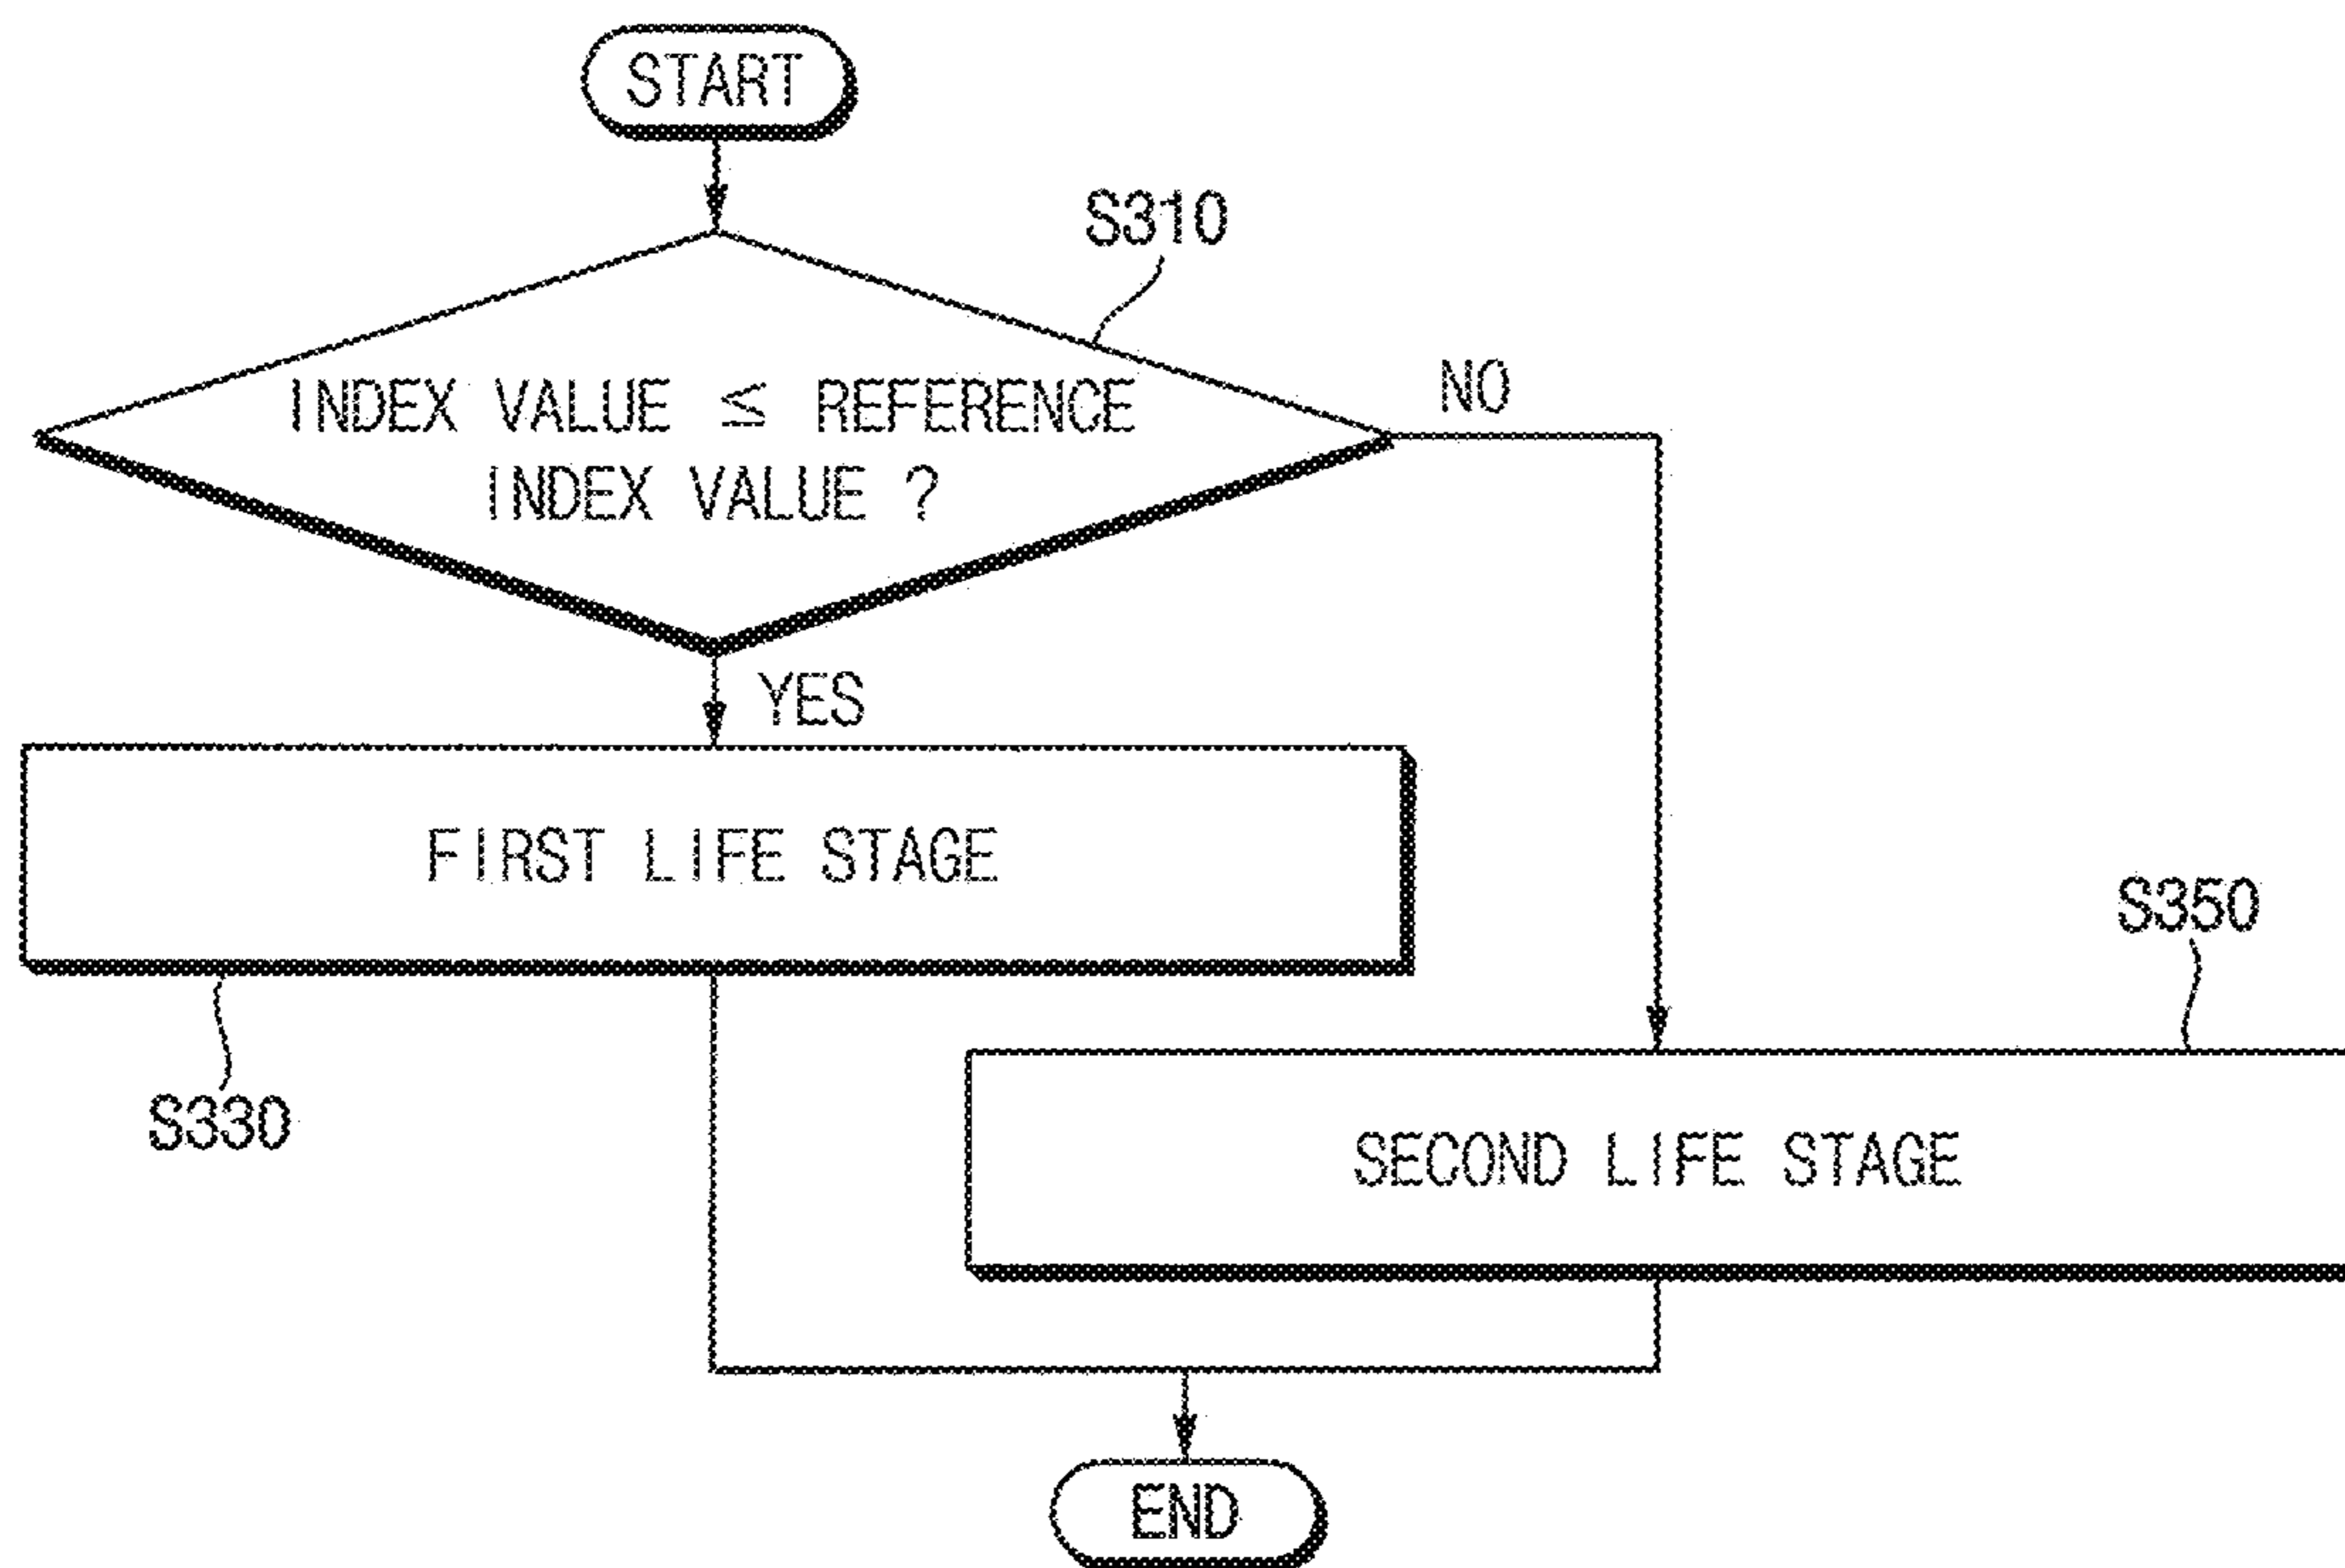 START
S310
INDEX VALUE ≤ REFERENCE
INDEX VALUE ?
NO
YES
FIRST LIFE STAGE
S330
S350
SECOND LIFE STAGE
END